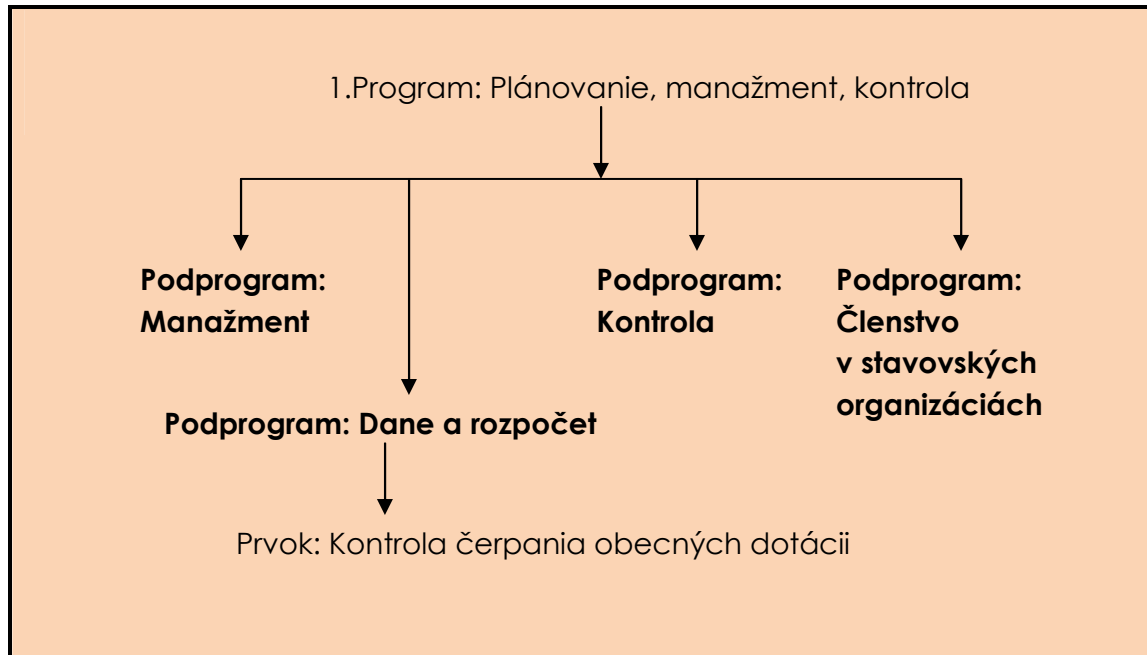 1.Program: Plánovanie, manažment, kontrola
Podprogram:
Manažment
Podprogram:
Kontrola
Podprogram:
Členstvo
v stavovských
organizáciách
Podprogram: Dane a rozpočet
Prvok: Kontrola čerpania obecných dotácii